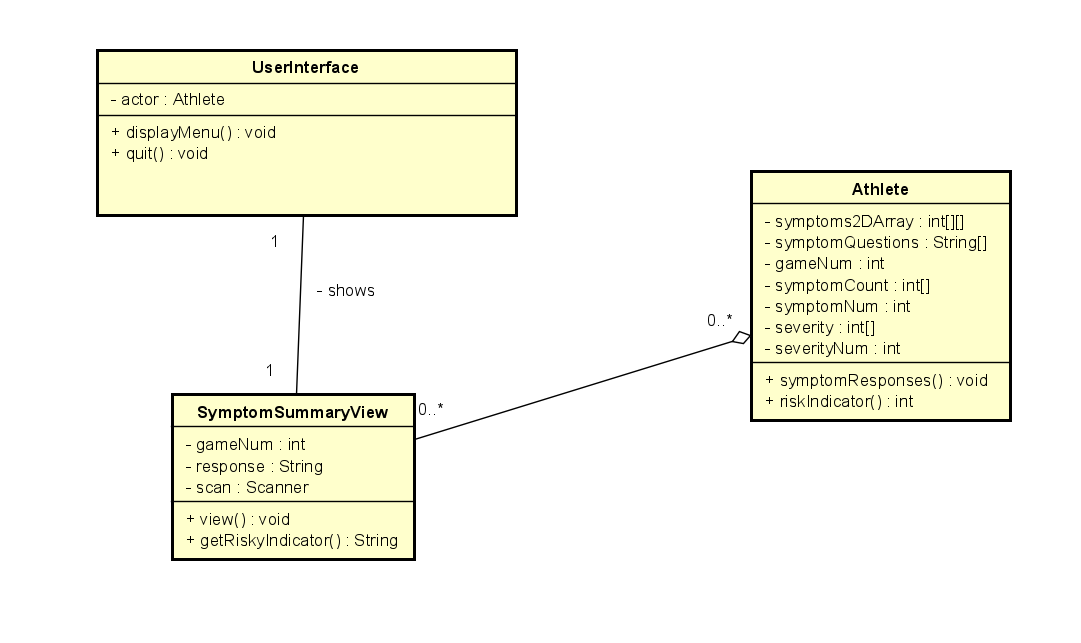 UserInterface
- actor : Athlete
+ displayMenu() : void
+ quit() : void
1
- shows
1
SymptomSummaryView
- gameNum : int
- response : String
- scan : Scanner
+ view() : void
+ getRiskyIndicator() : String
0..*
0..*
Athlete
- symptoms2DArray : int[][]
- symptomQuestions : String[]
- gameNum : int
- symptomCount : int[]
- symptomNum : int
- severity : int[]
- severityNum : int
+ symptomResponses() : void
+ riskIndicator() : int